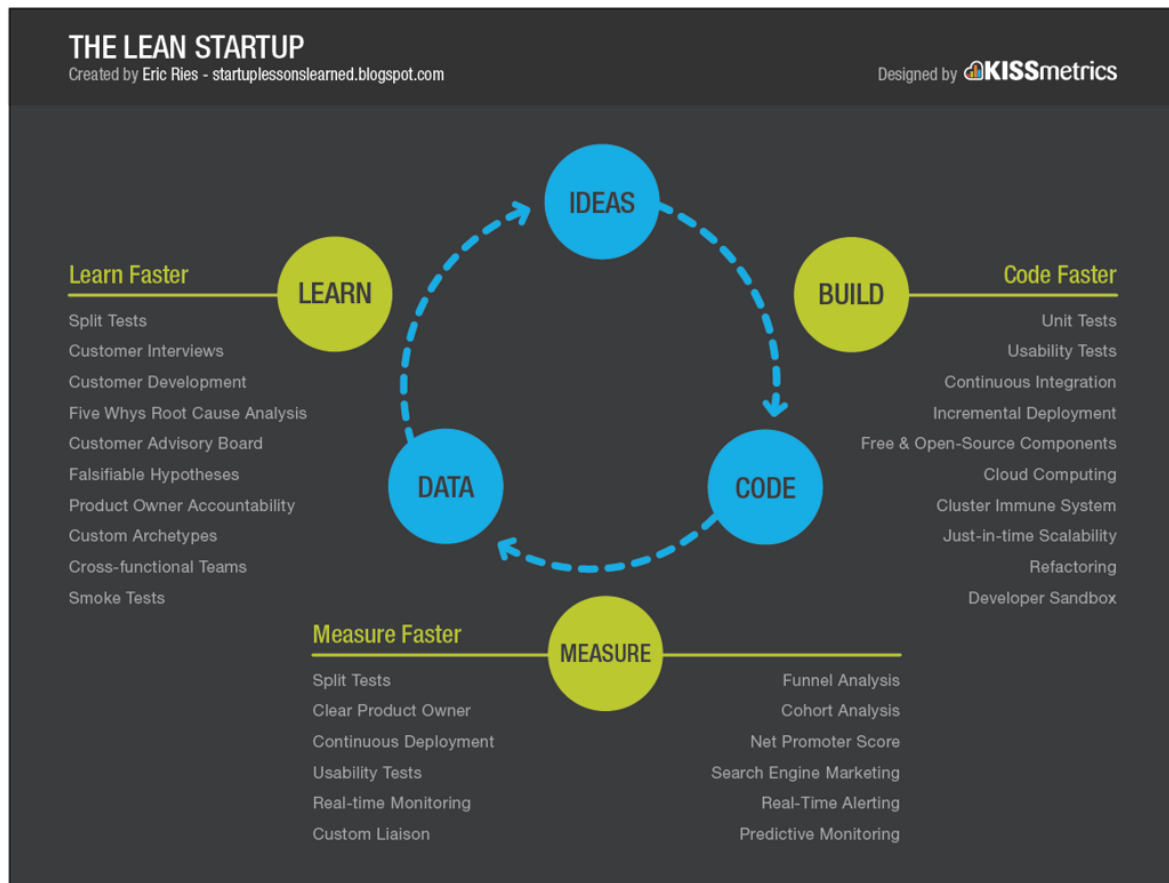 THE LEAN STARTUP
Created by Eric Ries - startuplessonslearned.blogspot.com
Designed by KISSmetrics
IDEAS
LEARN
BUILD
DATA
CODE
MEASURE
Learn Faster
Split Tests
Customer Interviews
Customer Development
Five Whys Root Cause Analysis
Customer Advisory Board
Falsifiable Hypotheses
Product Owner Accountability
Custom Archetypes
Cross-functional Teams
Smoke Tests
Code Faster
Unit Tests
Usability Tests
Continuous Integration
Incremental Deployment
Free & Open-Source Components
Cloud Computing
Cluster Immune System
Just-in-time Scalability
Refactoring
Developer Sandbox
Measure Faster
Split Tests
Clear Product Owner
Continuous Deployment
Usability Tests
Real-time Monitoring
Custom Liaison
Funnel Analysis
Cohort Analysis
Net Promoter Score
Search Engine Marketing
Real-Time Alerting
Predictive Monitoring